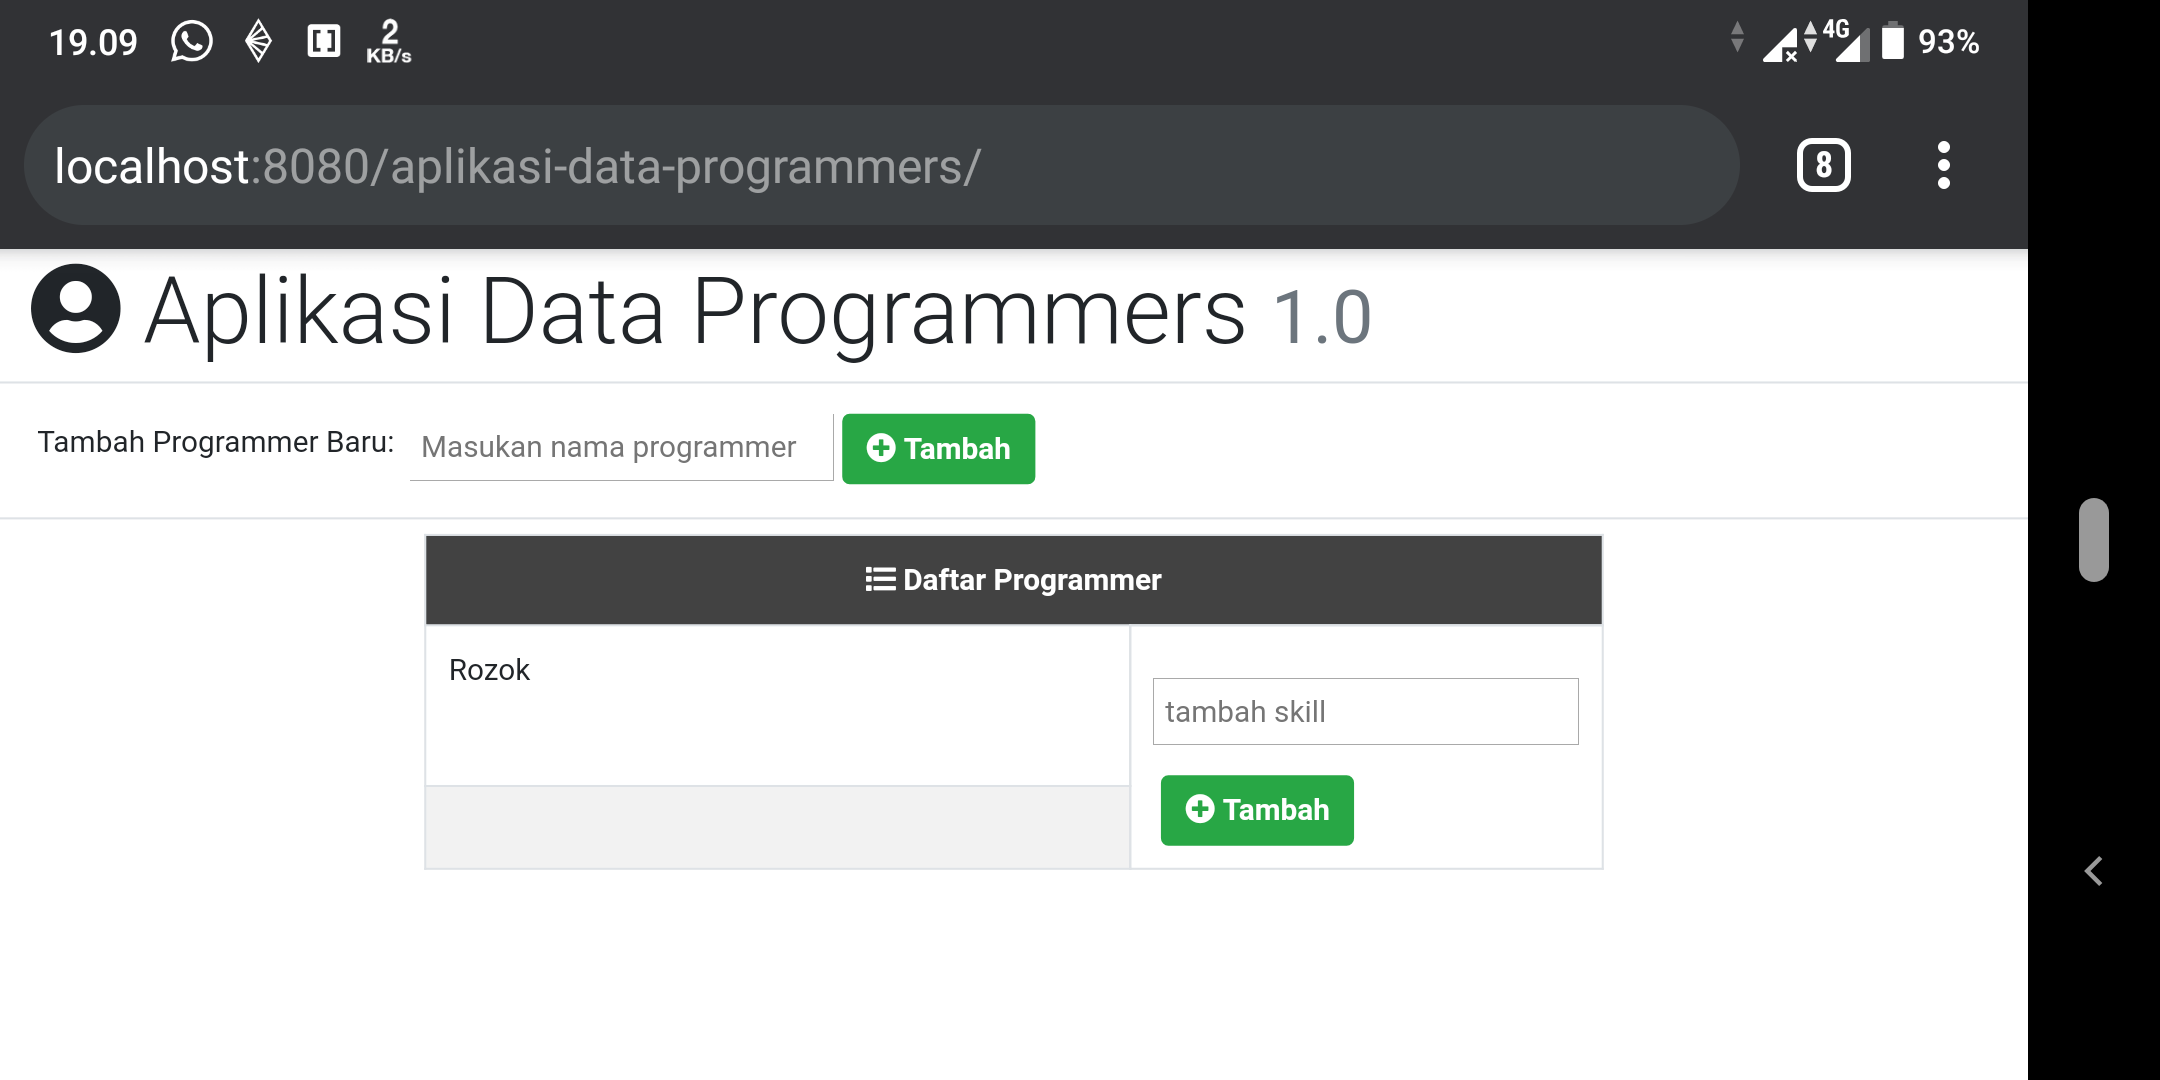 19.09 2 KB/s 4G 93%
localhost:8080/aplikasi-data-programmers/ 8
Aplikasi Data Programmers 1.0
Tambah Programmer Baru: Masukan nama programmer Tambah
Daftar Programmer
Rozok
tambah skill
Tambah